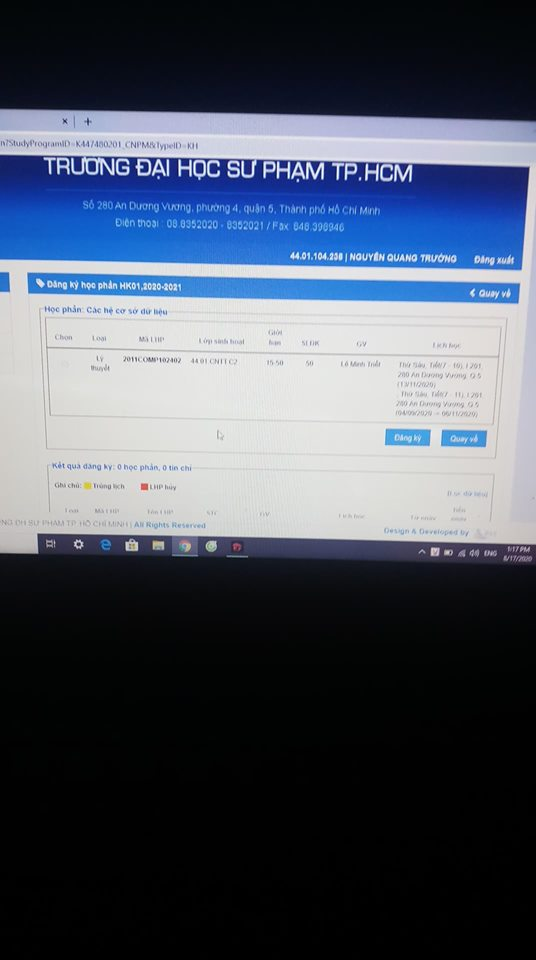 n?StudyProgramID=K447480201_CNPM&TypeID=KH
TRƯỜNG ĐẠI HỌC SƯ PHẠM TP.HCM
Số 280 An Dương Vương, phường 4, quận 5, Thành phố Hồ Chí Minh
Điện thoại : 08.8352020 - 8352021 / Fax: 848.398946
44.01.104.238 | NGUYỄN QUANG TRƯỜNG Đăng xuất
Đăng ký học phần HK01,2020-2021
Quay về
Học phần: Các hệ cơ sở dữ liệu
Chọn Loại Mã LHP Lớp sinh hoạt Giới hạn SLĐK GV Lịch học
Lý thuyết 2011COMP102402 44.01.CNTT.C2 15-50 50 Lê Minh Triết
Thứ Sáu, Tiết(7 - 10), I.201,
280 An Dương Vương, Q.5
(13/11/2020)
, Thứ Sáu, Tiết(7 - 11), I.201,
280 An Dương Vương, Q.5
(04/09/2020 -> 06/11/2020)
Đăng ký Quay về
Kết quả đăng ký: 0 học phần, 0 tín chỉ
Ghi chú: Trùng lịch LHP hủy
Loại Mã LHP Tên LHP STC GV Lịch học
NG ĐH SƯ PHẠM TP. HỒ CHÍ MINH | All Rights Reserved
Design & Developed by
ENG
1:17 PM
8/17/2020